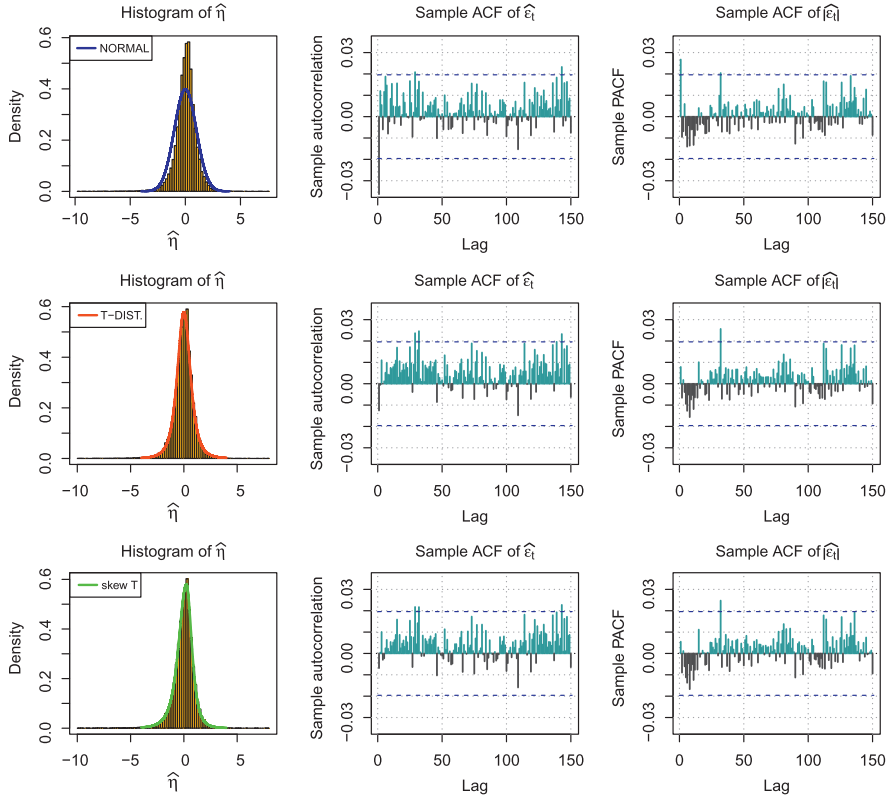 Histogram of η̂
Sample ACF of ε̂t
Sample ACF of |ε̂t|
NORMAL
Density
0.0 0.2 0.4 0.6
−10 −5 0 5
η̂
Sample autocorrelation
−0.03 0.00 0.03
0 50 100 150
Lag
Sample PACF
−0.03 0.00 0.03
0 50 100 150
Lag
Histogram of η̂
Sample ACF of ε̂t
Sample ACF of |ε̂t|
T−DIST.
Density
0.0 0.2 0.4 0.6
−10 −5 0 5
η̂
Sample autocorrelation
−0.03 0.00 0.03
0 50 100 150
Lag
Sample PACF
−0.03 0.00 0.03
0 50 100 150
Lag
Histogram of η̂
Sample ACF of ε̂t
Sample ACF of |ε̂t|
skew T
Density
0.0 0.2 0.4 0.6
−10 −5 0 5
η̂
Sample autocorrelation
−0.03 0.00 0.03
0 50 100 150
Lag
Sample PACF
−0.03 0.00 0.03
0 50 100 150
Lag